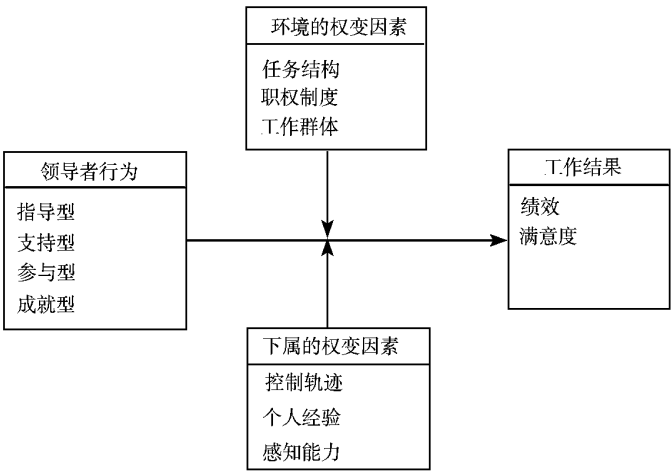 环境的权变因素
任务结构
职权制度
工作群体
领导者行为
指导型
支持型
参与型
成就型
工作结果
绩效
满意度
下属的权变因素
控制轨迹
个人经验
感知能力